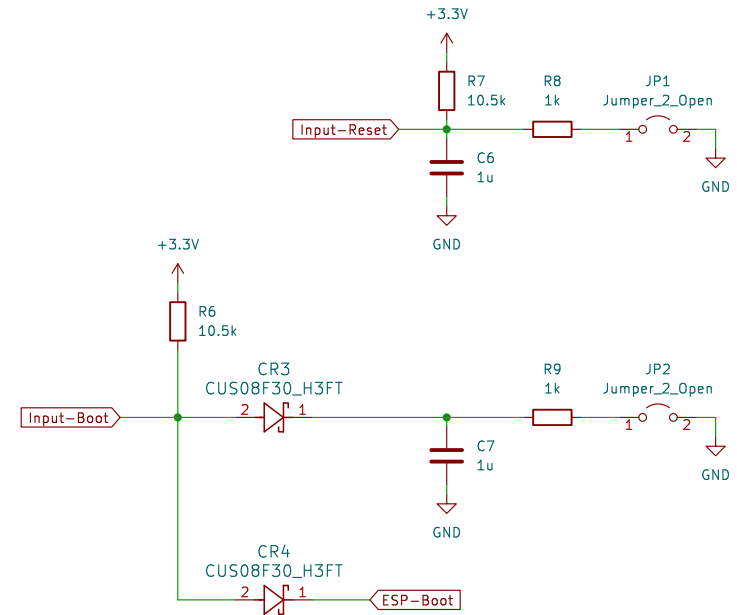 +3.3V
R7
10.5k
R8
1k
JP1
Jumper_2_Open
Input-Reset
1
2
C6
1u
GND
GND
+3.3V
R6
10.5k
CR3
CUS08F30_H3FT
R9
1k
JP2
Jumper_2_Open
Input-Boot
2
1
1
2
C7
1u
GND
GND
CR4
CUS08F30_H3FT
2
1
ESP-Boot